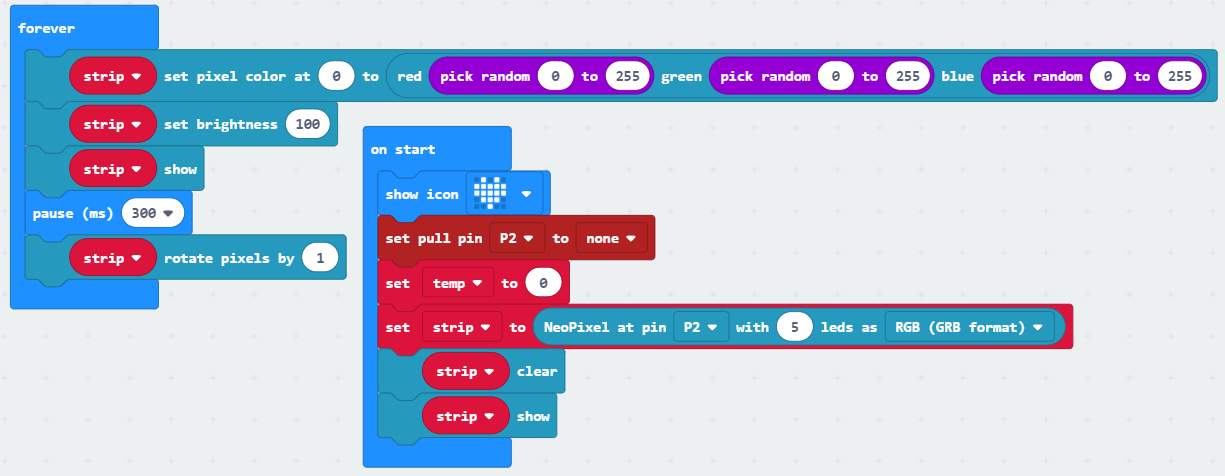 forever
strip set pixel color at 0 to red pick random 0 to 255 green pick random 0 to 255 blue pick random 0 to 255
strip set brightness 100
strip show
pause (ms) 300
strip rotate pixels by 1
on start
show icon
set pull pin P2 to none
set temp to 0
set strip to NeoPixel at pin P2 with 5 leds as RGB (GRB format)
strip clear
strip show